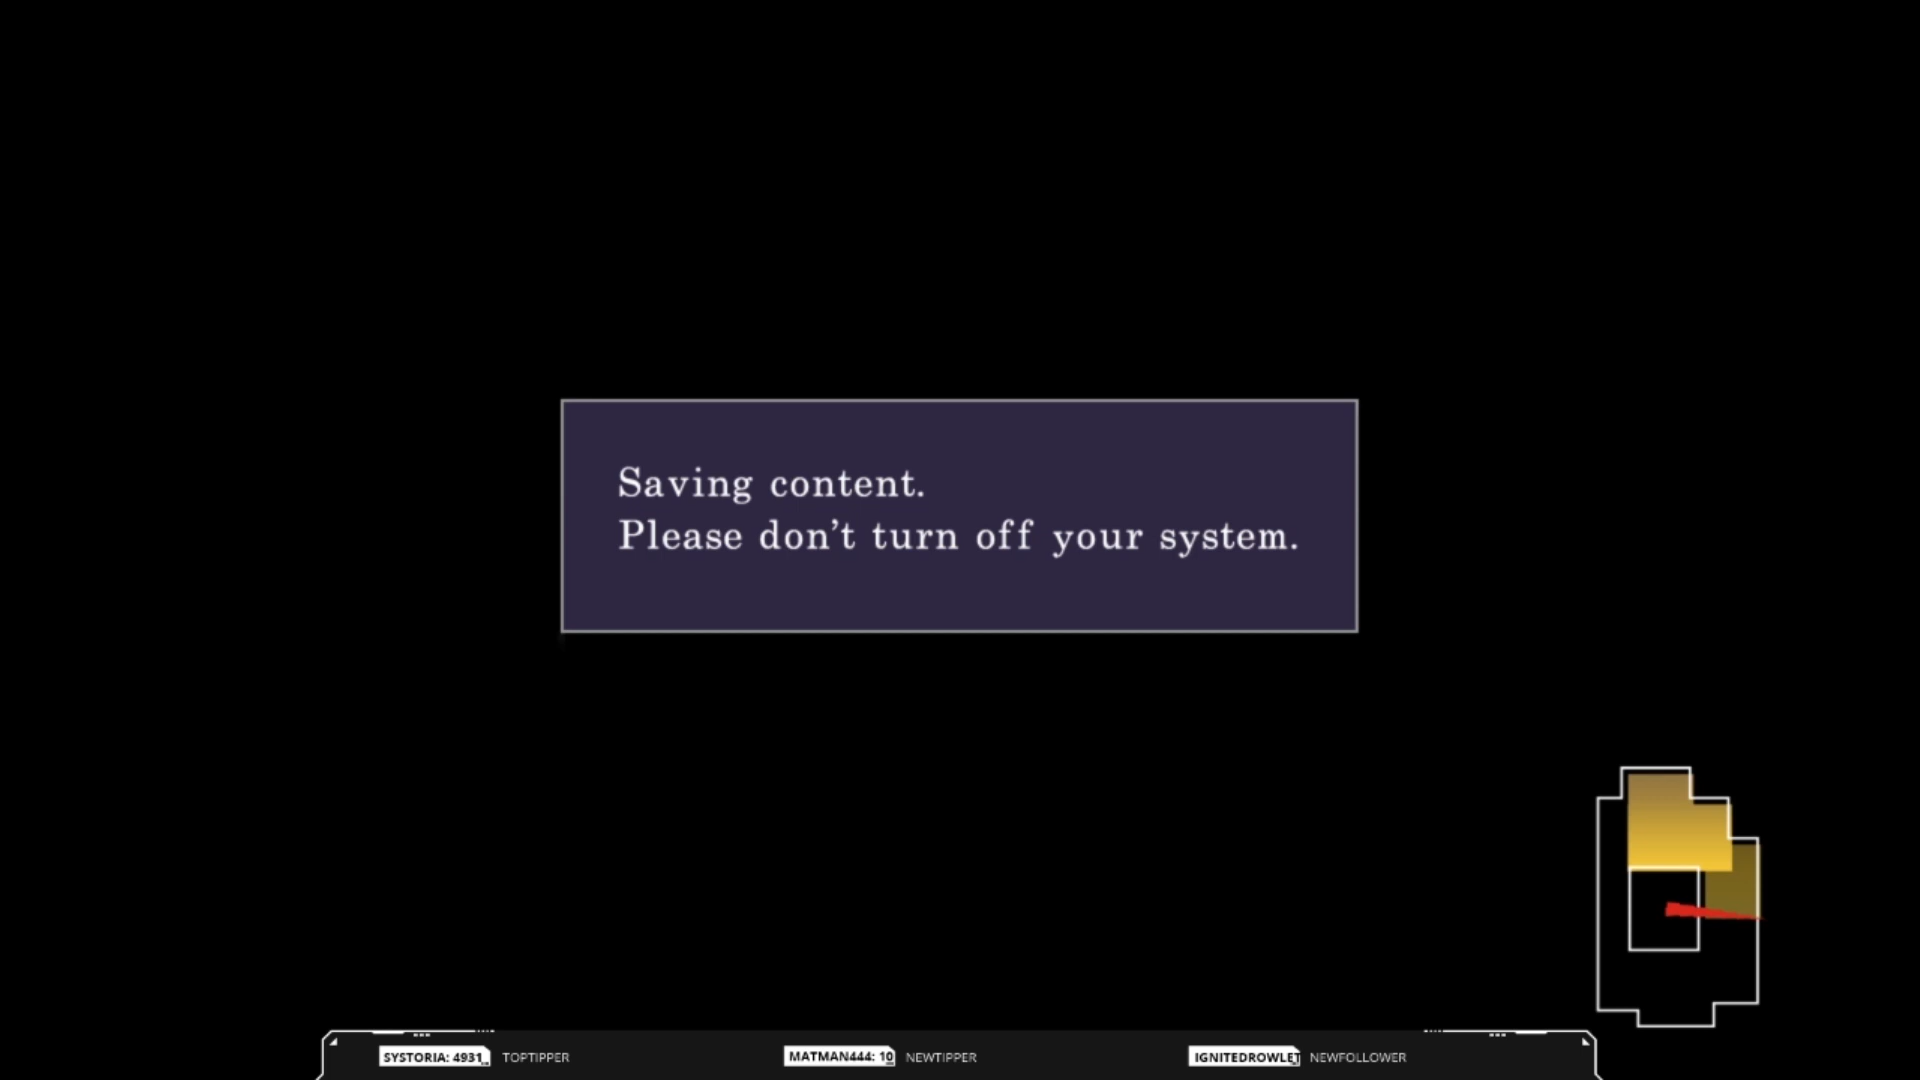 Saving content.
Please don't turn off your system.
SYSTORIA: 4931 TOPTIPPER MATMAN444: 10 NEWTIPPER IGNITEDROWLET NEWFOLLOWER